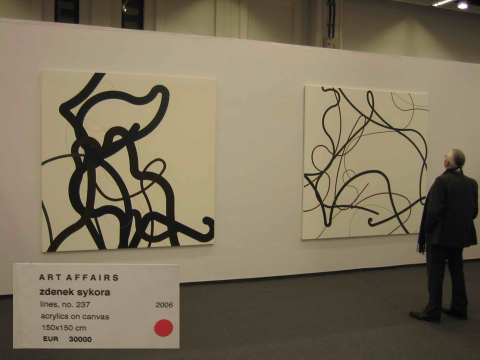 ART AFFAIRS
zdenek sykora
lines, no. 237 2006
acrylics on canvas
150x150 cm
EUR 30000